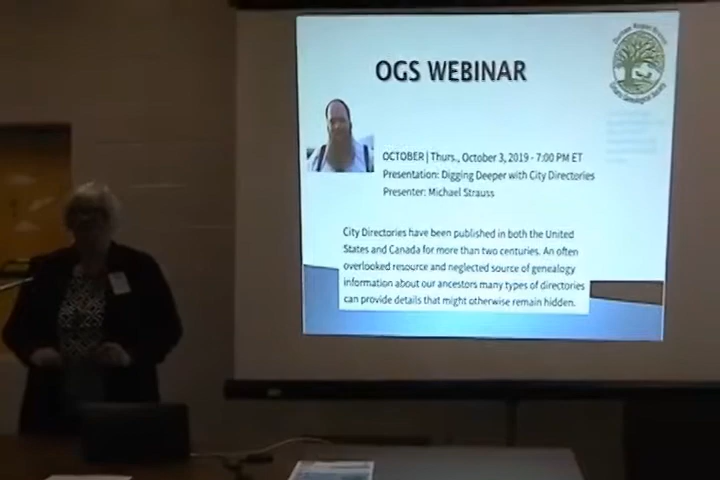 OGS WEBINAR
OCTOBER | Thurs., October 3, 2019 - 7:00 PM ET
Presentation: Digging Deeper with City Directories
Presenter: Michael Strauss
City Directories have been published in both the United
States and Canada for more than two centuries. An often
overlooked resource and neglected source of genealogy
information about our ancestors many types of directories
can provide details that might otherwise remain hidden.